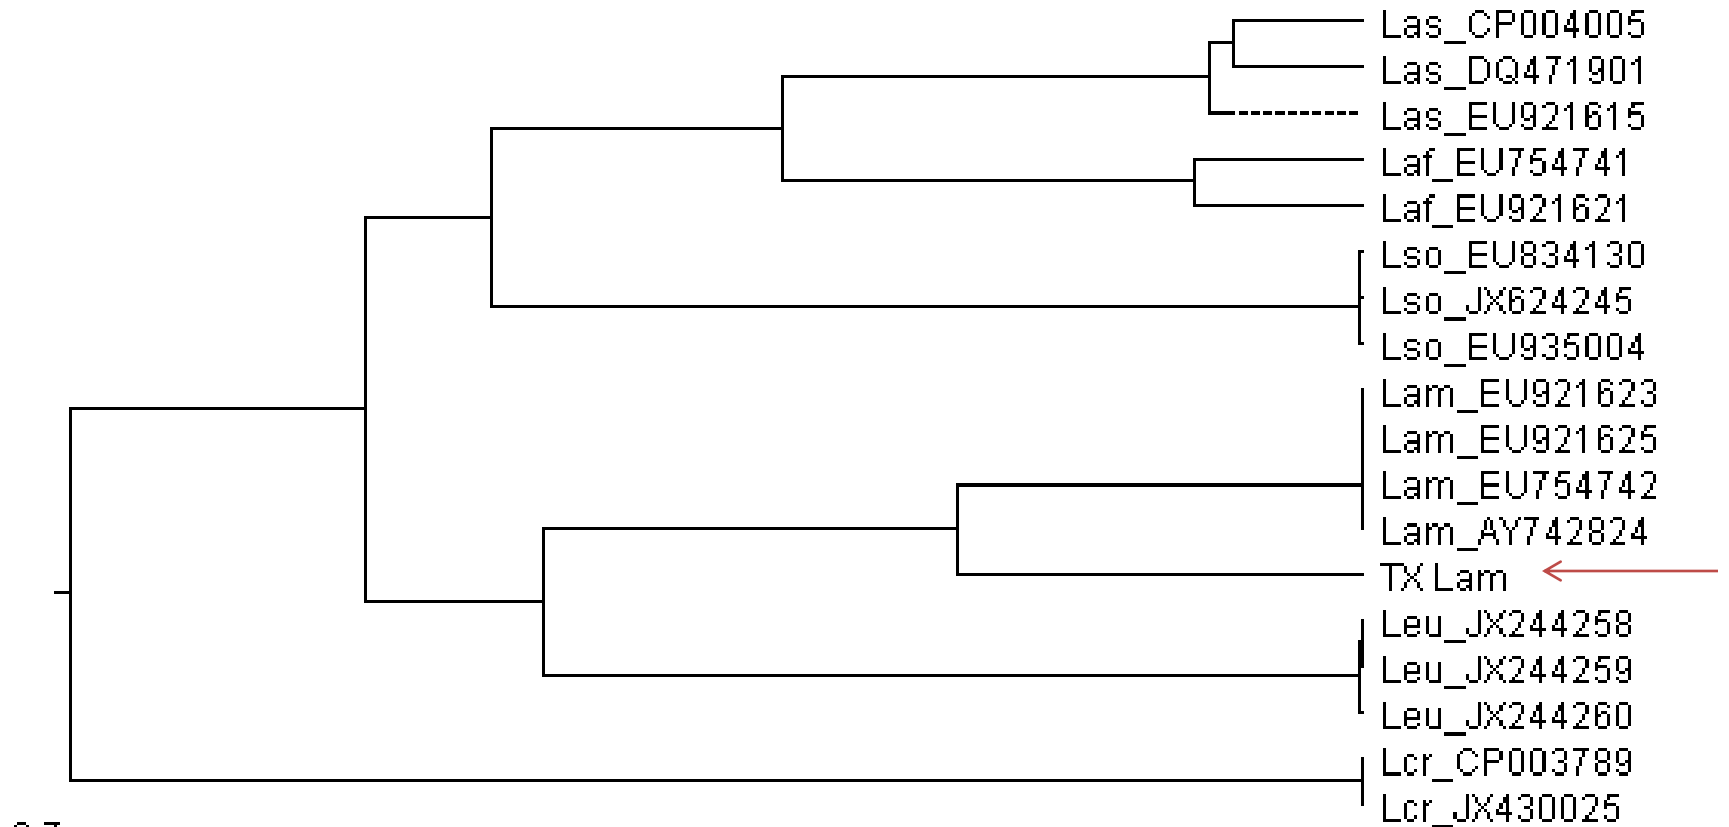 Las_CP004005
Las_DQ471901
Las_EU921615
Laf_EU754741
Laf_EU921621
Lso_EU834130
Lso_JX624245
Lso_EU935004
Lam_EU921623
Lam_EU921625
Lam_EU754742
Lam_AY742824
TX Lam
Leu_JX244258
Leu_JX244259
Leu_JX244260
Lcr_CP003789
Lcr_JX430025